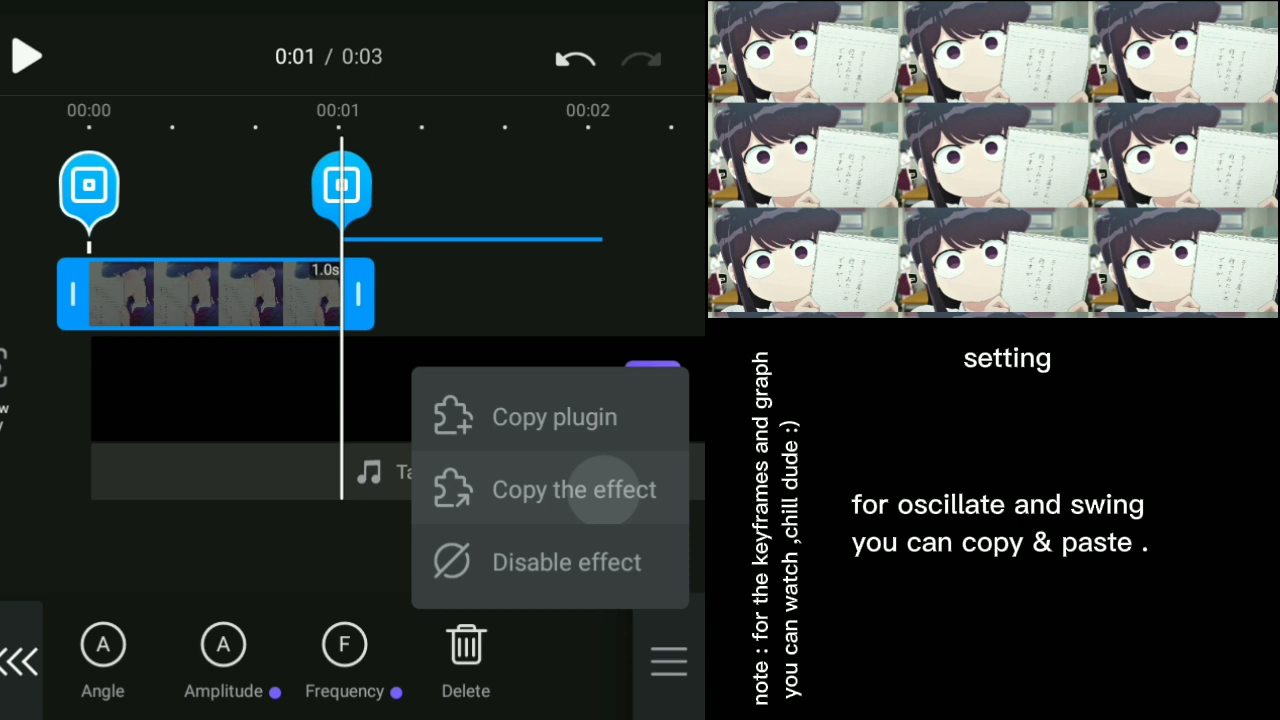 0:01 / 0:03
00:00
00:01
00:02
1.0s
w
Ta
Copy plugin
Copy the effect
Disable effect
A
A
F
Angle
Amplitude
Frequency
Delete
setting
for oscillate and swing
you can copy & paste .
note : for the keyframes and graph
you can watch ,chill dude :)